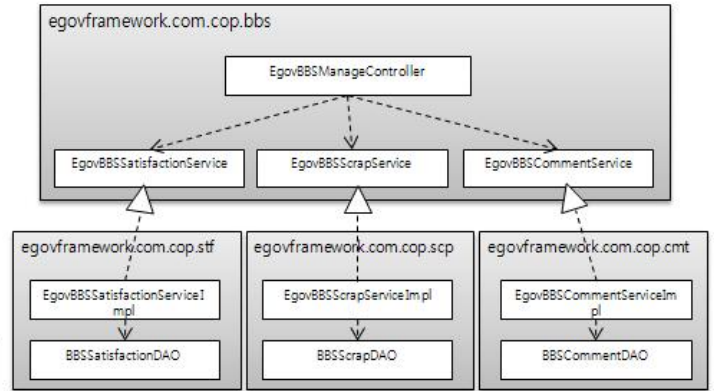 egovframework.com.cop.bbs
EgovBBSManageController
EgovBBSSatisfactionService
EgovBBSScrapService
EgovBBSCommentService
egovframework.com.cop.stf
egovframework.com.cop.scp
egovframework.com.cop.cmt
EgovBBSSatisfactionServiceI
mpl
EgovBBSScrapServiceImpl
EgovBBSCommentServiceIm
pl
BBSSatisfactionDAO
BBSScrapDAO
BBSCommentDAO